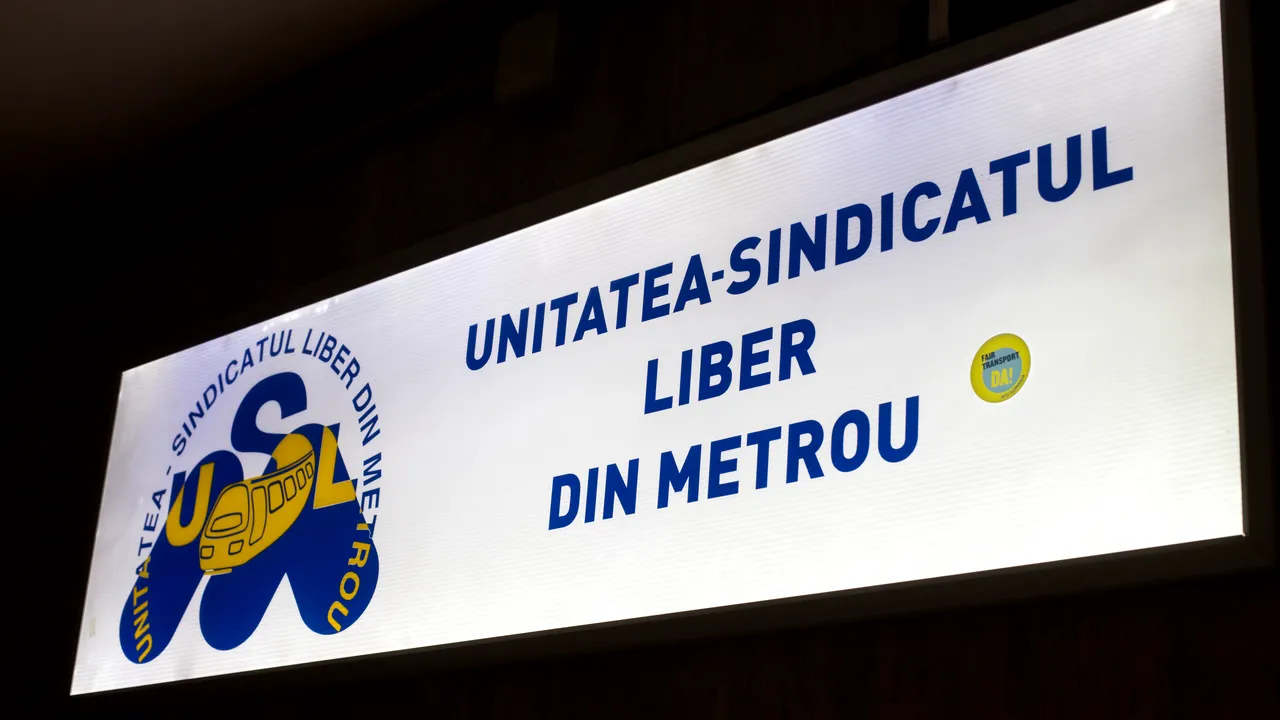 UNITATEA - SINDICATUL LIBER DIN METROU
USL
UNITATEA-SINDICATUL
LIBER
DIN METROU
FAIR
TRANSPORT
DA!